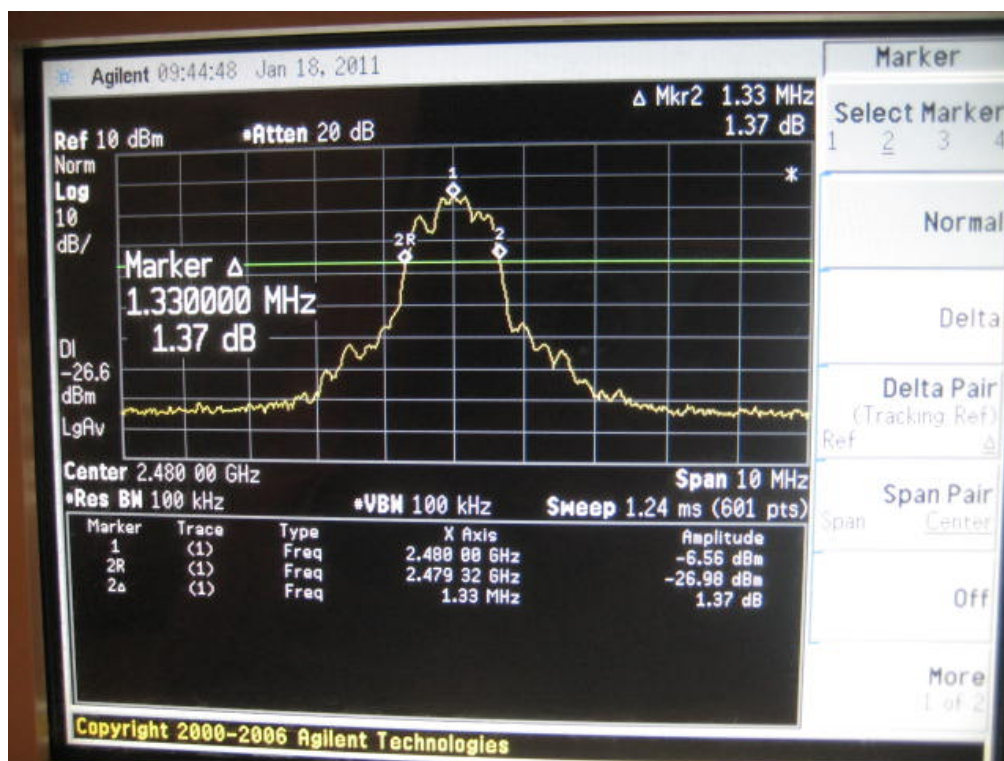 Agilent 09:44:48 Jan 18, 2011
Marker
Δ Mkr2 1.33 MHz
1.37 dB
Select Marker
1 2 3 4
Ref 10 dBm *Atten 20 dB
Norm
Log
10
dB/
1
*
2R
2
Normal
Marker Δ
1.330000 MHz
1.37 dB
Delta
DI
-26.6
dBm
LgAv
Delta Pair
(Tracking Ref)
Ref Δ
Center 2.480 00 GHz Span 10 MHz
*Res BW 100 kHz *VBW 100 kHz Sweep 1.24 ms (601 pts)
Span Pair
Span Center
Marker Trace Type X Axis Amplitude
1 (1) Freq 2.480 00 GHz -6.56 dBm
2R (1) Freq 2.479 32 GHz -26.98 dBm
2Δ (1) Freq 1.33 MHz 1.37 dB
Off
More
1 of 2
Copyright 2000-2006 Agilent Technologies